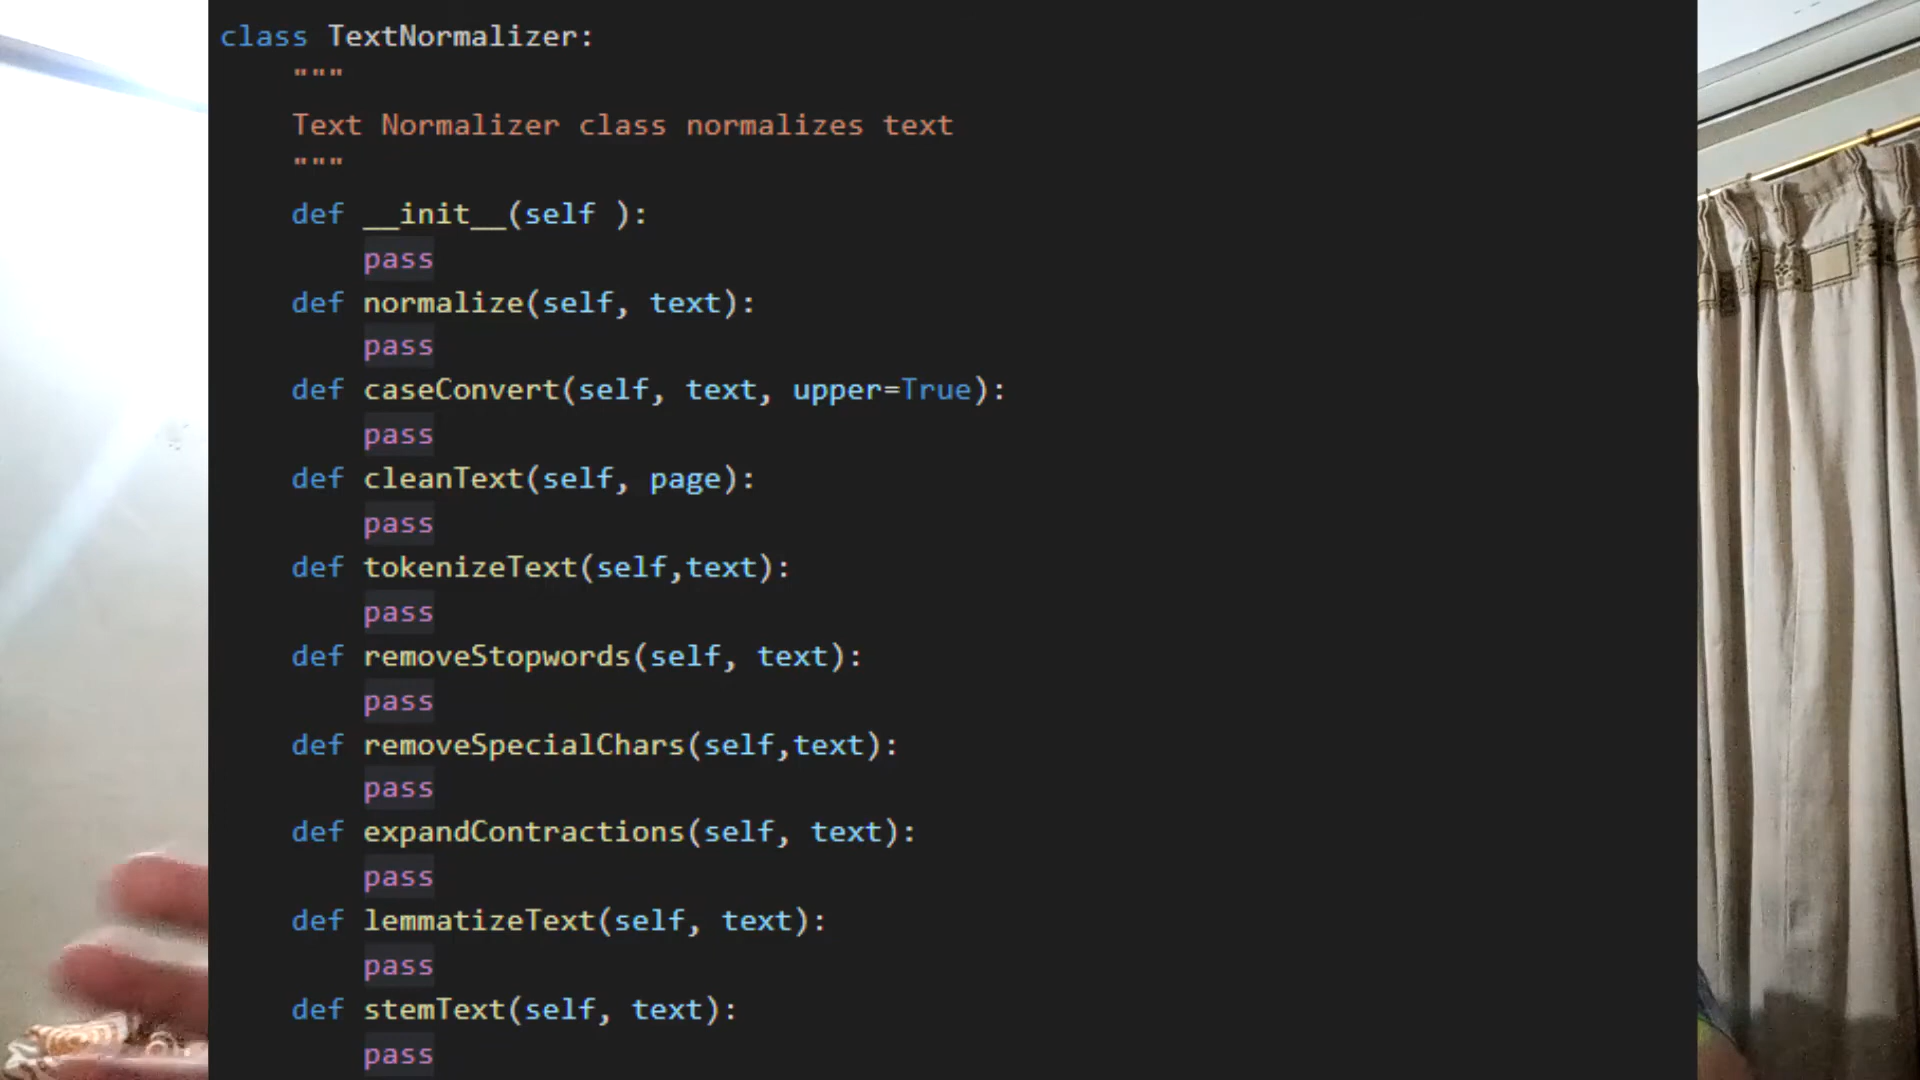 class TextNormalizer:
    """
    Text Normalizer class normalizes text
    """
    def __init__(self ):
        pass
    def normalize(self, text):
        pass
    def caseConvert(self, text, upper=True):
        pass
    def cleanText(self, page):
        pass
    def tokenizeText(self,text):
        pass
    def removeStopwords(self, text):
        pass
    def removeSpecialChars(self,text):
        pass
    def expandContractions(self, text):
        pass
    def lemmatizeText(self, text):
        pass
    def stemText(self, text):
        pass